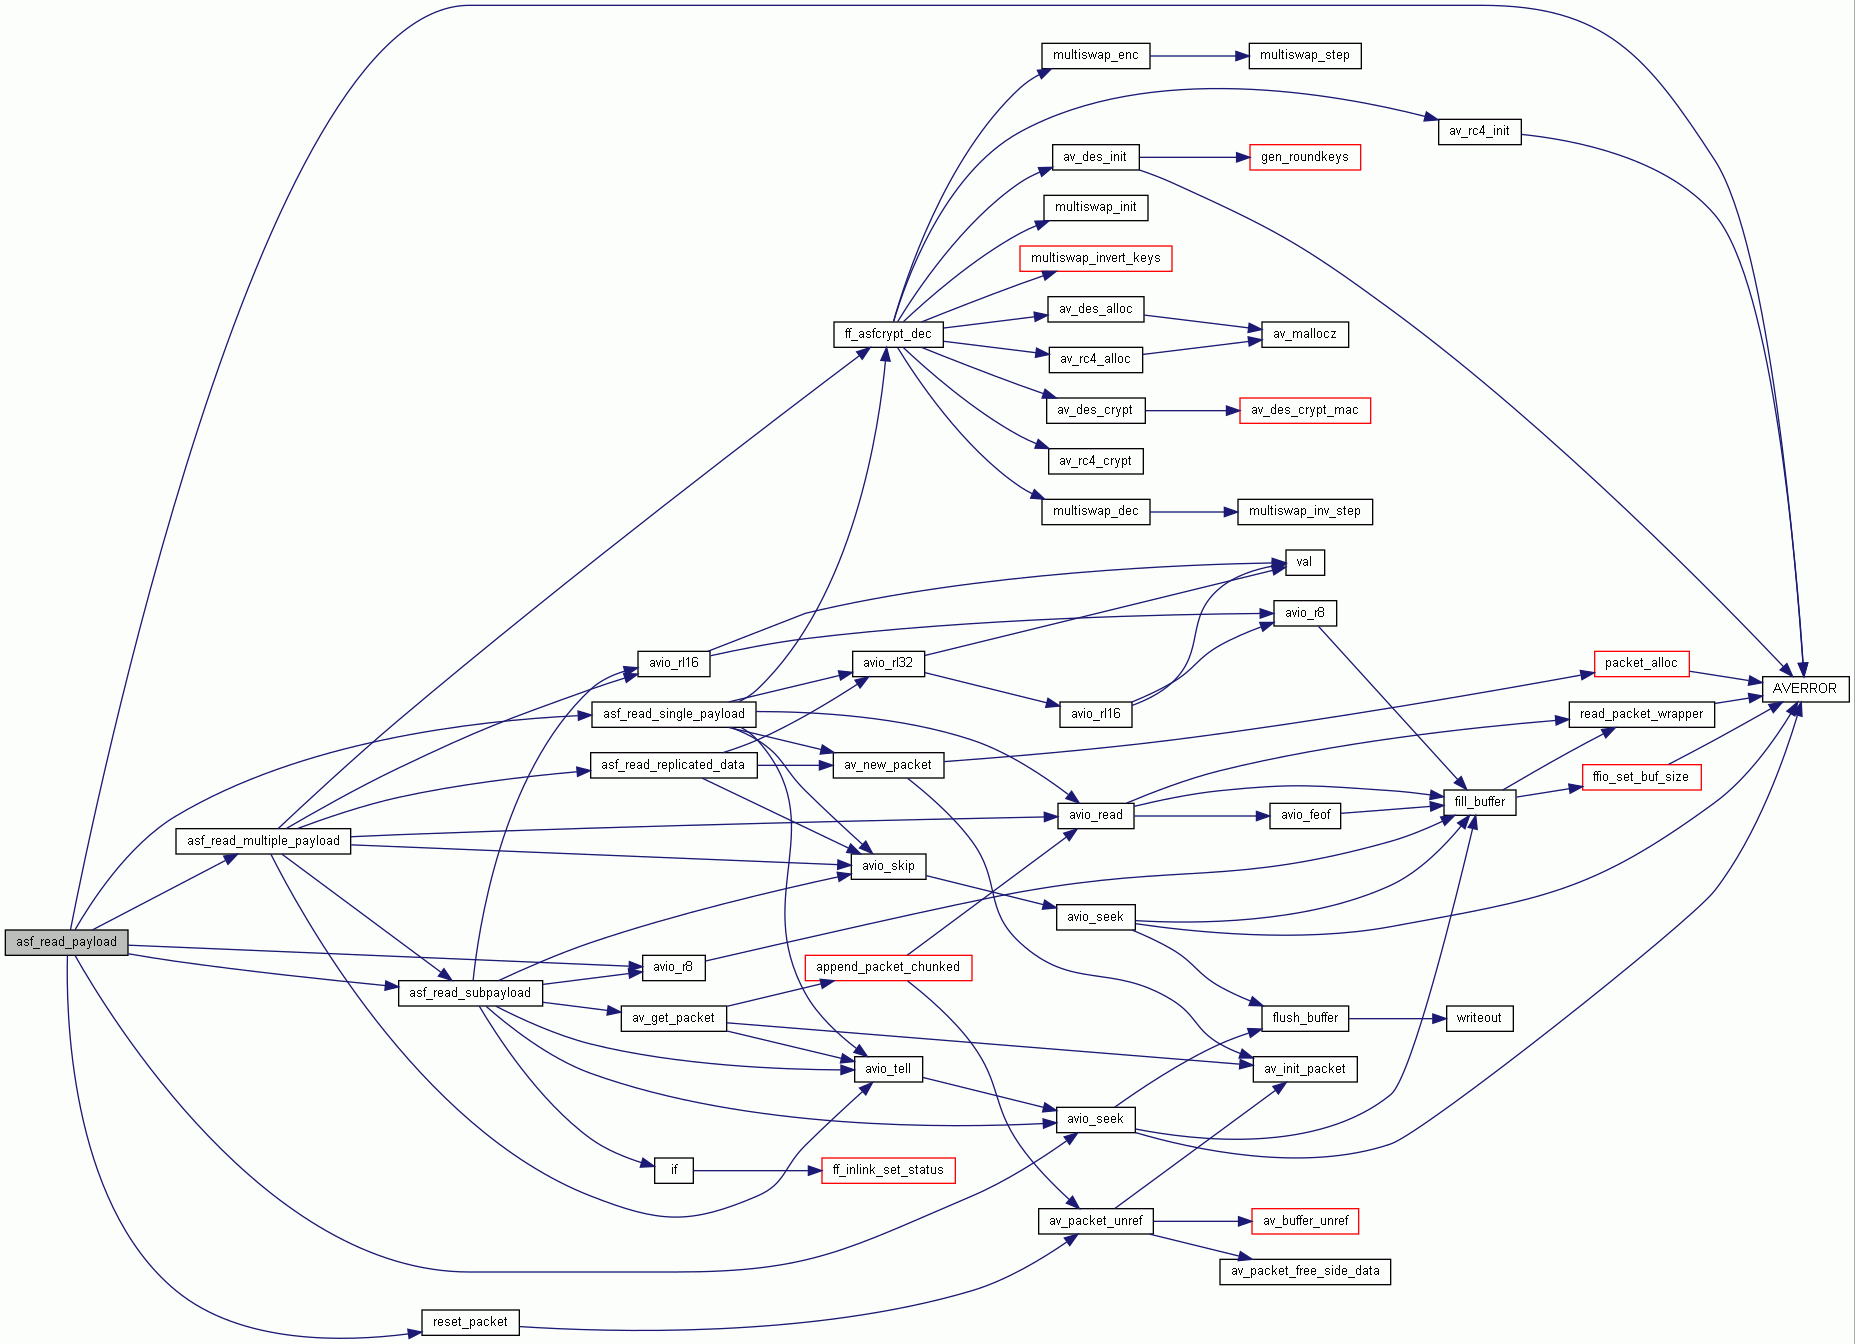 multiswap_enc
multiswap_step
av_rc4_init
av_des_init
gen_roundkeys
multiswap_init
multiswap_invert_keys
av_des_alloc
ff_asfcrypt_dec
av_mallocz
av_rc4_alloc
av_des_crypt
av_des_crypt_mac
av_rc4_crypt
multiswap_dec
multiswap_inv_step
val
avio_r8
avio_rl16
avio_rl32
packet_alloc
AVERROR
asf_read_single_payload
avio_rl16
read_packet_wrapper
asf_read_replicated_data
av_new_packet
ffio_set_buf_size
fill_buffer
avio_read
avio_feof
asf_read_multiple_payload
avio_skip
avio_seek
asf_read_payload
avio_r8
append_packet_chunked
asf_read_subpayload
av_get_packet
flush_buffer
writeout
avio_tell
av_init_packet
avio_seek
if
ff_inlink_set_status
av_packet_unref
av_buffer_unref
av_packet_free_side_data
reset_packet